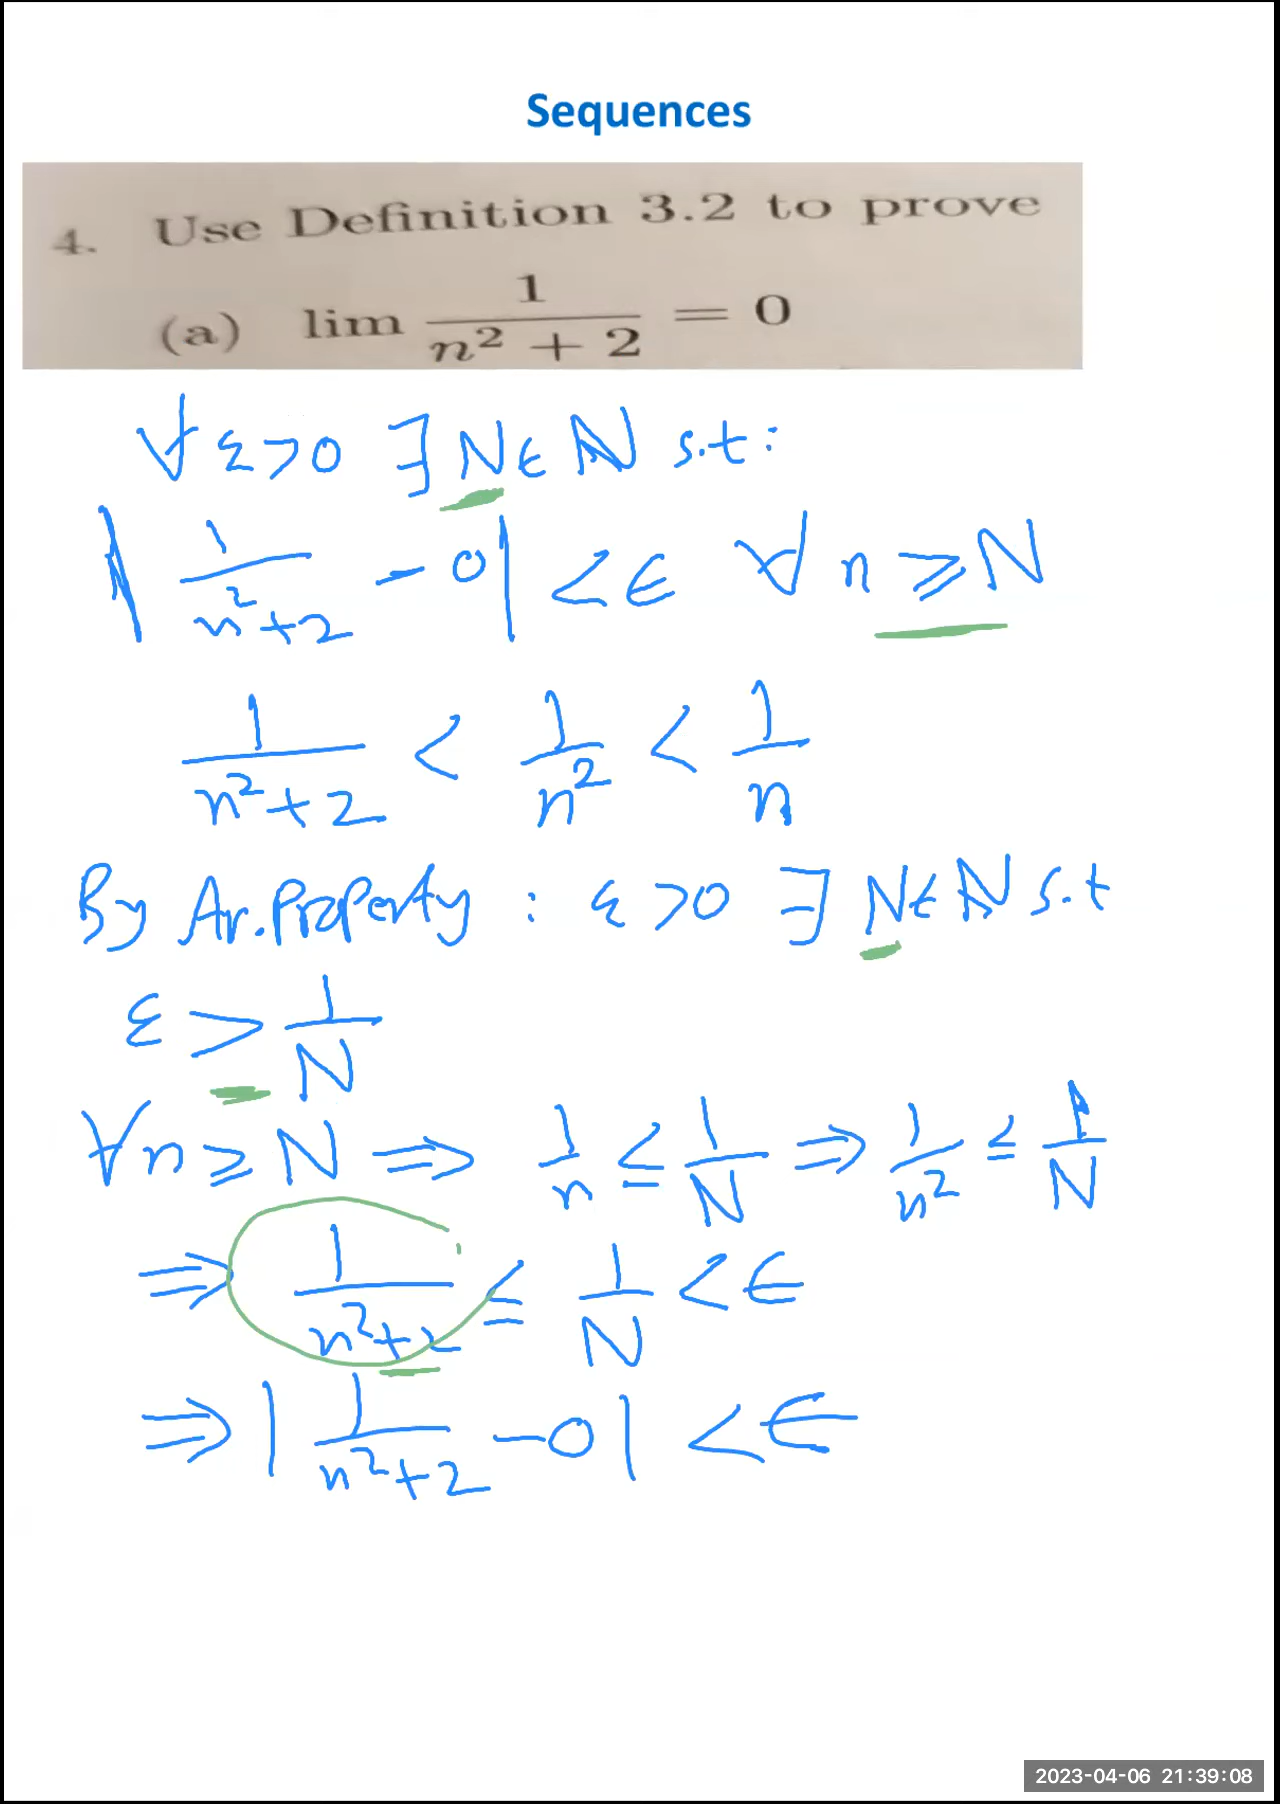 Sequences
4. Use Definition 3.2 to prove
(a) lim 1/(n² + 2) = 0
∀ ε>0 ∃ N∈ℕ s.t:
|1/(n²+2) - 0| <ϵ ∀ n ≥ N
1/(n²+2) < 1/n² < 1/n
By Ar.Property : ε >0 ∃ N∈ℕ s.t
ε > 1/N
∀n ≥ N ⇒ 1/n ≤ 1/N ⇒ 1/n² ≤ 1/N
⇒ 1/(n²+2) ≤ 1/N < ϵ
⇒ |1/(n²+2) - 0| < ϵ
2023-04-06 21:39:08